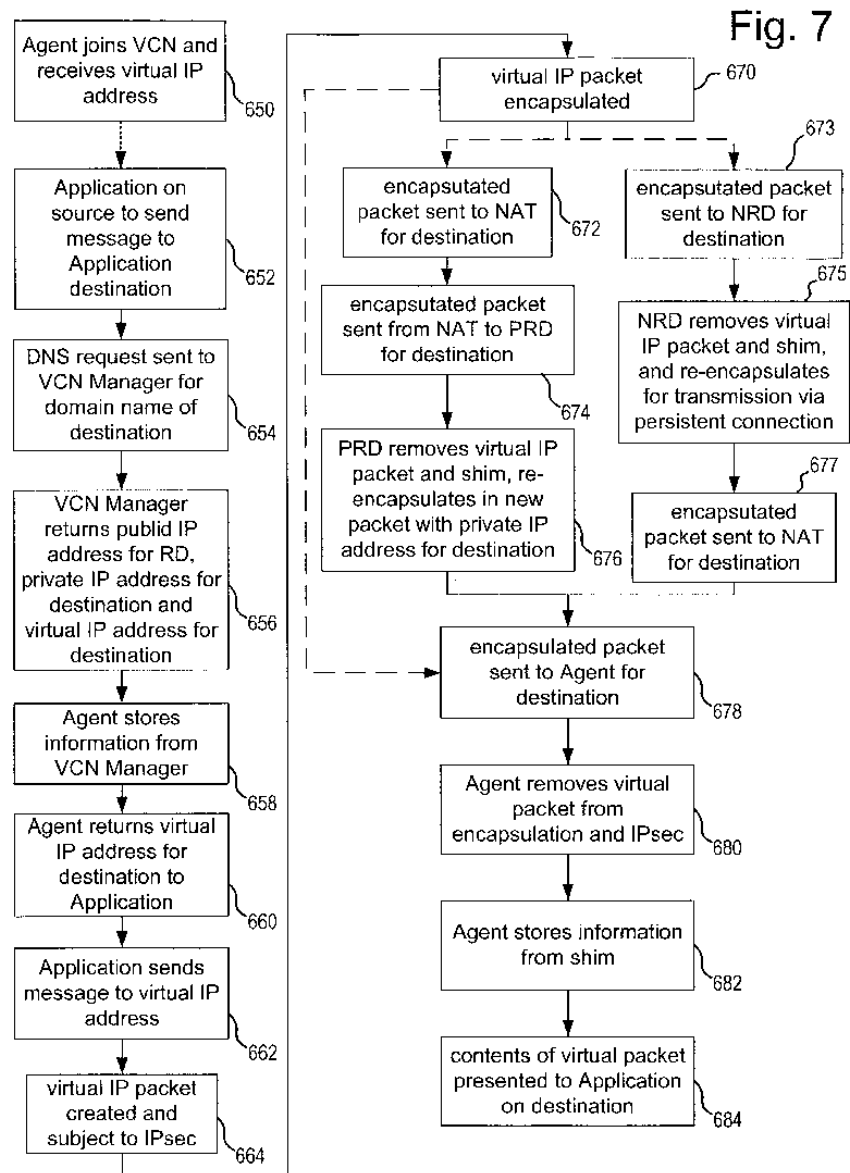 Fig. 7
Agent joins VCN and
receives virtual IP
address
650
Application on
source to send
message to
Application
destination
652
DNS request sent to
VCN Manager for
domain name of
destination
654
VCN Manager
returns publid IP
address for RD,
private IP address for
destination and
virtual IP address for
destination
656
Agent stores
information from
VCN Manager
658
Agent returns virtual
IP address for
destination to
Application
660
Application sends
message to virtual IP
address
662
virtual IP packet
created and
subject to IPsec
664
virtual IP packet
encapsulated
670
encapsutated
packet sent to NAT
for destination
672
encapsutated packet
sent from NAT to PRD
for destination
674
PRD removes virtual IP
packet and shim, re-
encapsulates in new
packet with private IP
address for destination
676
673
encapsutated packet
sent to NRD for
destination
675
NRD removes virtual
IP packet and shim,
and re-encapsulates
for transmission via
persistent connection
677
encapsutated
packet sent to NAT
for destination
encapsulated packet
sent to Agent for
destination
678
Agent removes virtual
packet from
encapsulation and IPsec
680
Agent stores information
from shim
682
contents of virtual packet
presented to Application
on destination
684